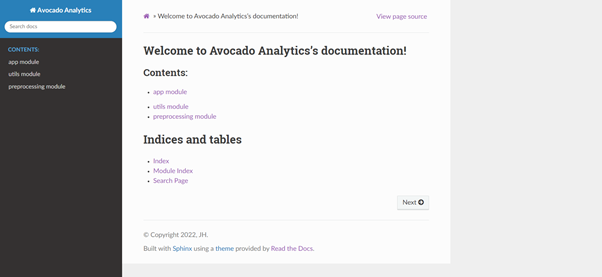 Avocado Analytics
Search docs
CONTENTS:
app module
utils module
preprocessing module
» Welcome to Avocado Analytics's documentation!
View page source
Welcome to Avocado Analytics's documentation!
Contents:
app module
utils module
preprocessing module
Indices and tables
Index
Module Index
Search Page
Next
© Copyright 2022, JH.
Built with Sphinx using a theme provided by Read the Docs.